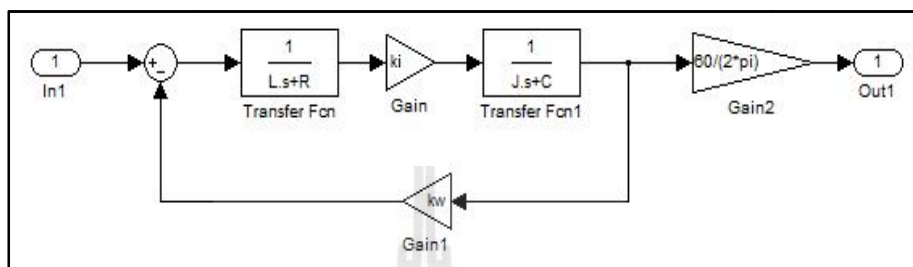 1
In1
+
−
1
L.s+R
Transfer Fcn
ki
Gain
1
J.s+C
Transfer Fcn1
60/(2*pi)
Gain2
1
Out1
kw
Gain1